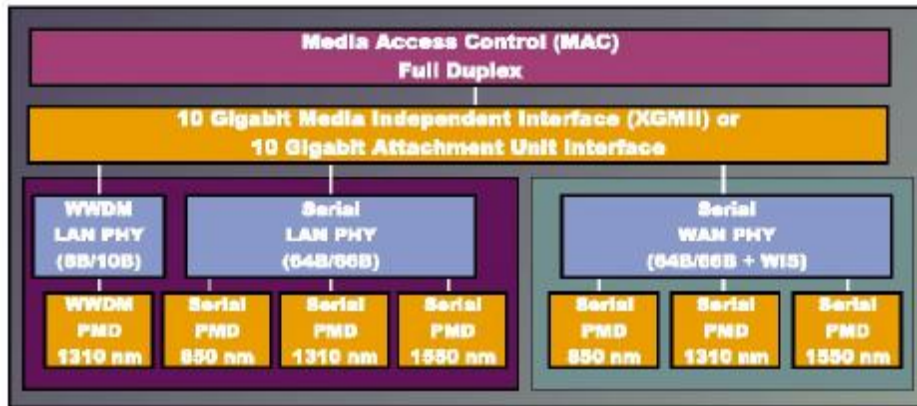 Media Access Control (MAC)
Full Duplex
10 Gigabit Media Independent Interface (XGMII) or
10 Gigabit Attachment Unit Interface
WWDM
LAN PHY
(8B/10B)
Serial
LAN PHY
(64B/66B)
Serial
WAN PHY
(64B/66B + WIS)
WWDM
PMD
1310 nm
Serial
PMD
850 nm
Serial
PMD
1310 nm
Serial
PMD
1550 nm
Serial
PMD
850 nm
Serial
PMD
1310 nm
Serial
PMD
1550 nm